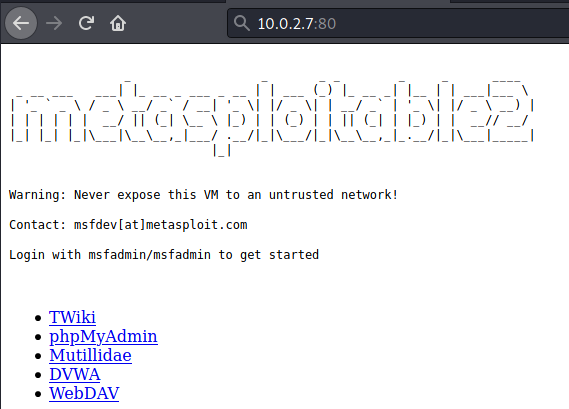 10.0.2.7:80
metasploitable2
Warning: Never expose this VM to an untrusted network!
Contact: msfdev[at]metasploit.com
Login with msfadmin/msfadmin to get started
TWiki
phpMyAdmin
Mutillidae
DVWA
WebDAV